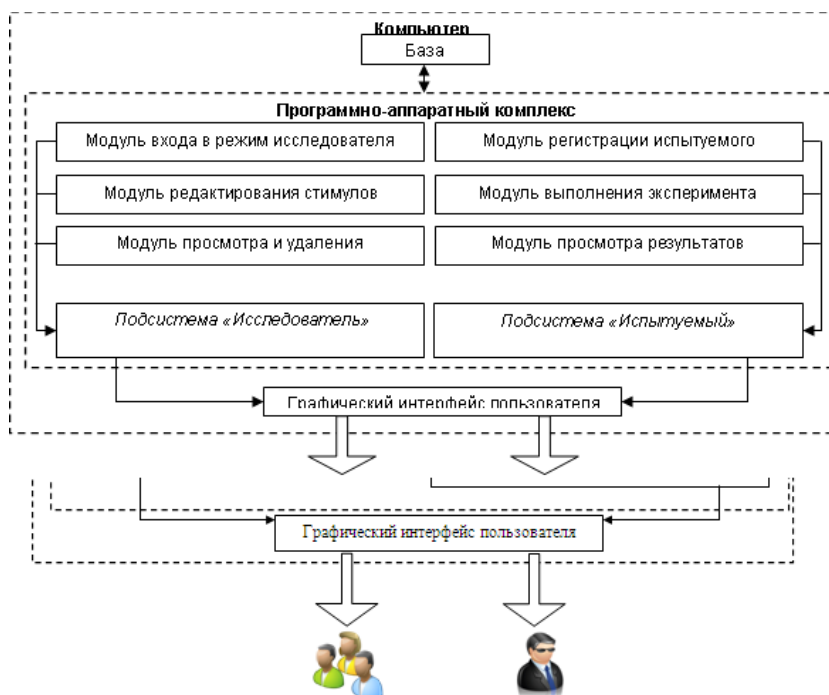 Компьютер
База
Программно-аппаратный комплекс
Модуль входа в режим исследователя
Модуль регистрации испытуемого
Модуль редактирования стимулов
Модуль выполнения эксперимента
Модуль просмотра и удаления
Модуль просмотра результатов
Подсистема «Исследователь»
Подсистема «Испытуемый»
Графический интерфейс пользователя
Графический интерфейс пользователя